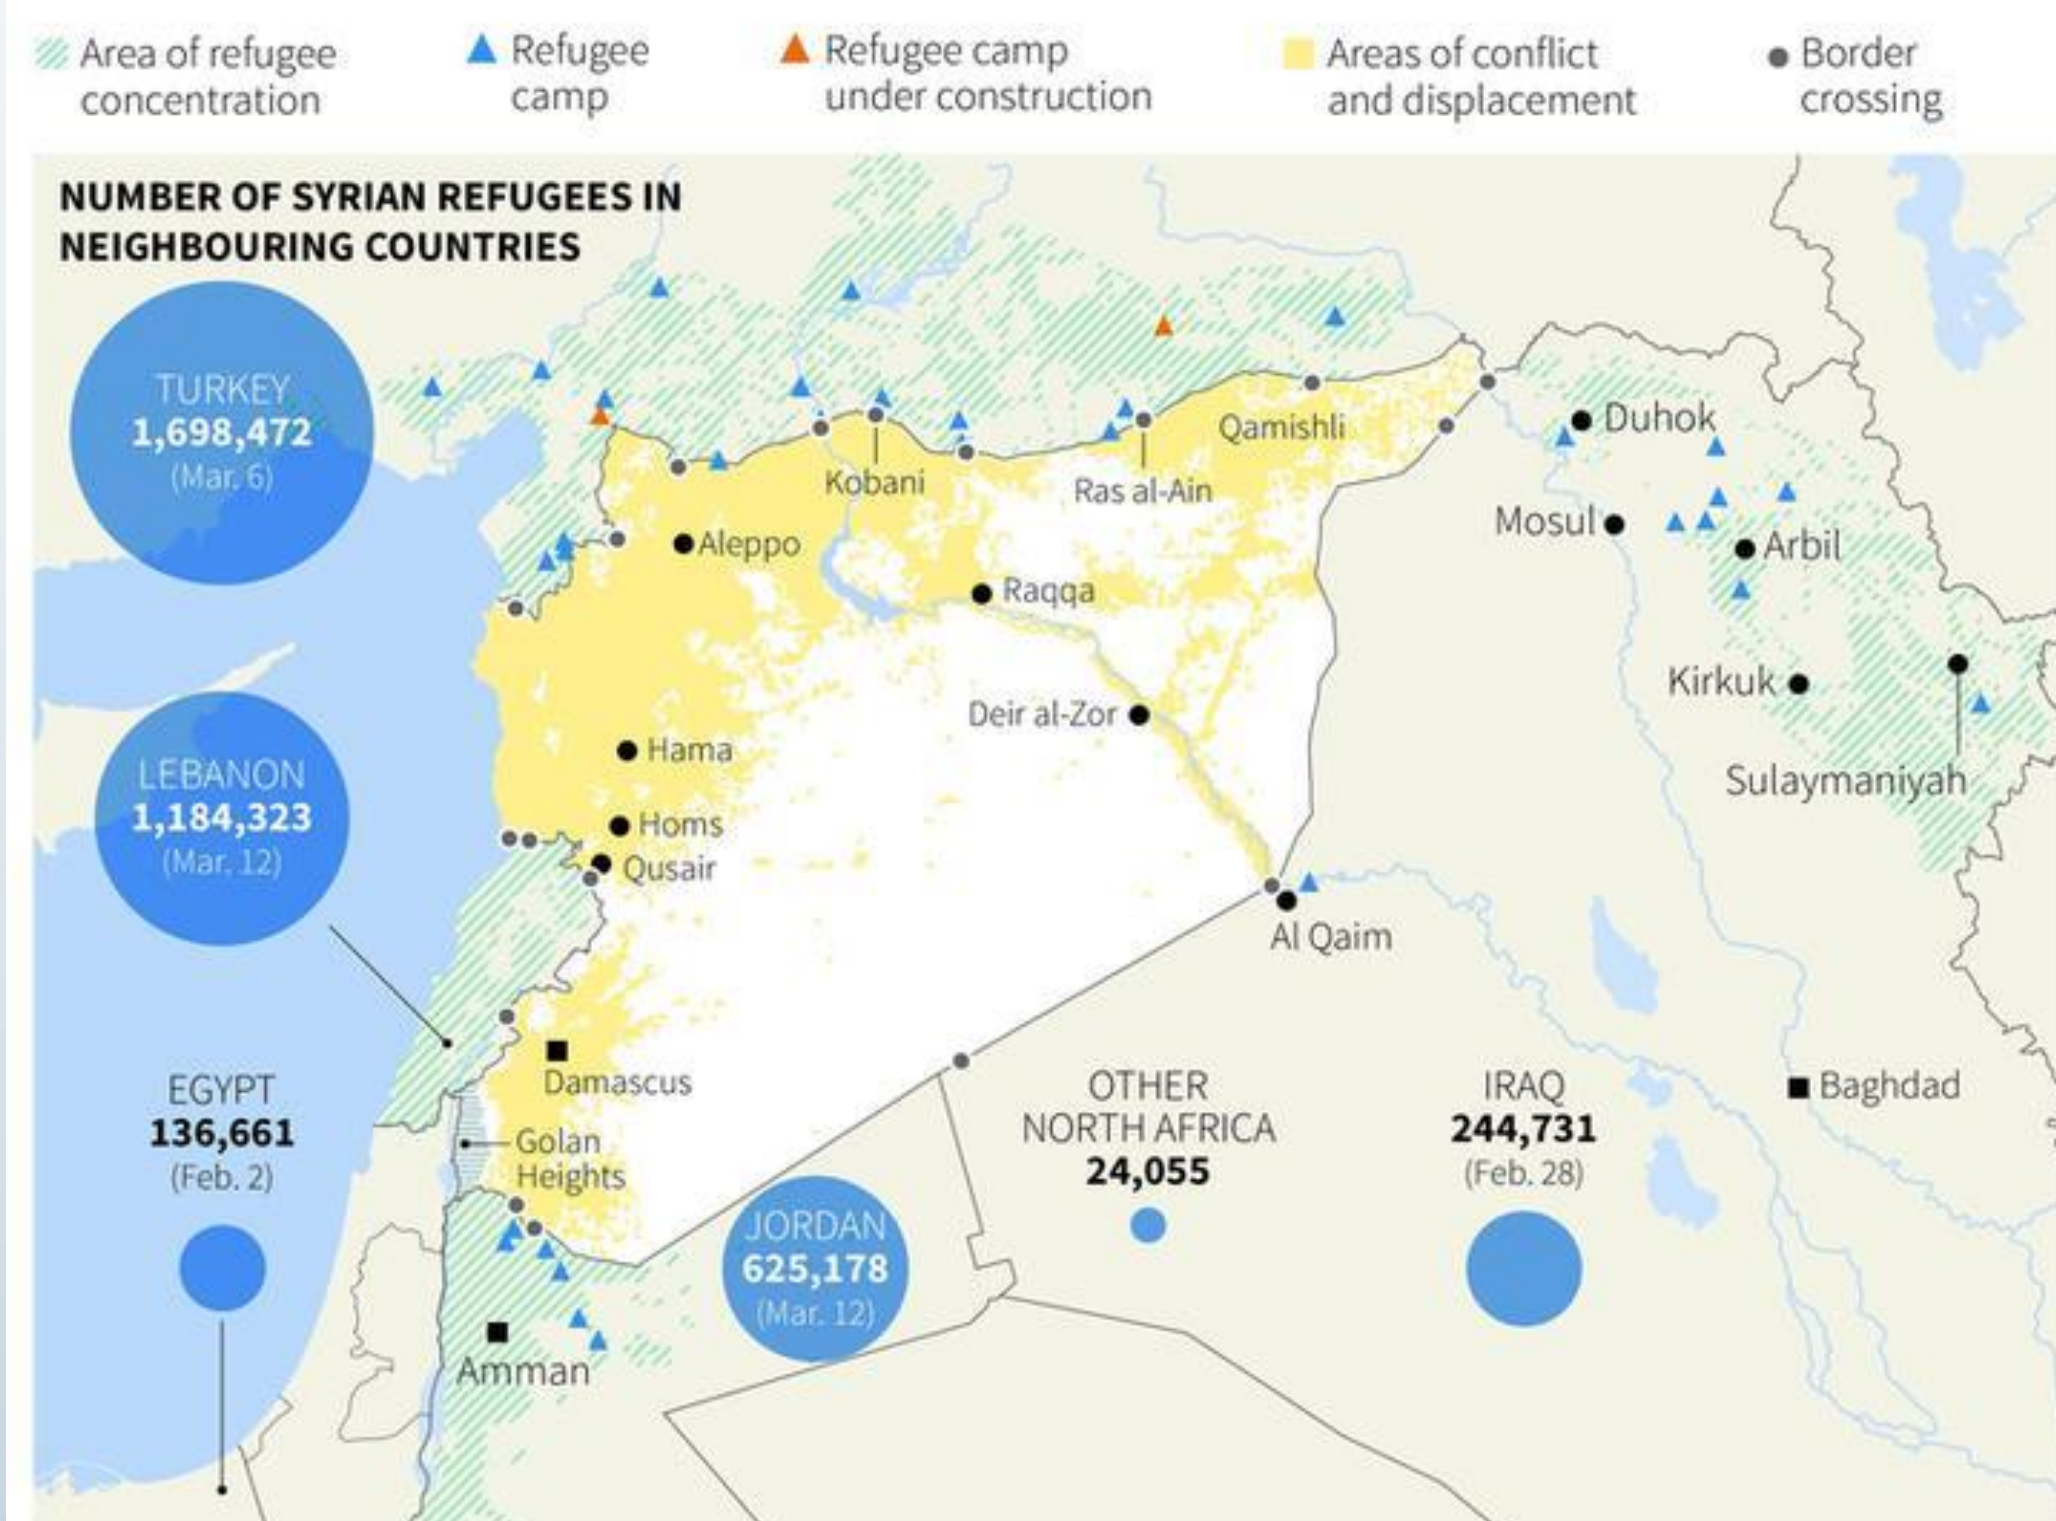 Area of refugee
concentration
Refugee
camp
Refugee camp
under construction
Areas of conflict
and displacement
Border
crossing
NUMBER OF SYRIAN REFUGEES IN
NEIGHBOURING COUNTRIES
TURKEY
1,698,472
(Mar. 6)
Qamishli
Duhok
Kobani
Ras al-Ain
Mosul
Aleppo
Arbil
Raqqa
Kirkuk
Deir al-Zor
Hama
Sulaymaniyah
LEBANON
1,184,323
(Mar. 12)
Homs
Qusair
Al Qaim
Damascus
Golan
Heights
EGYPT
136,661
(Feb. 2)
OTHER
NORTH AFRICA
24,055
IRAQ
244,731
(Feb. 28)
Baghdad
JORDAN
625,178
(Mar. 12)
Amman